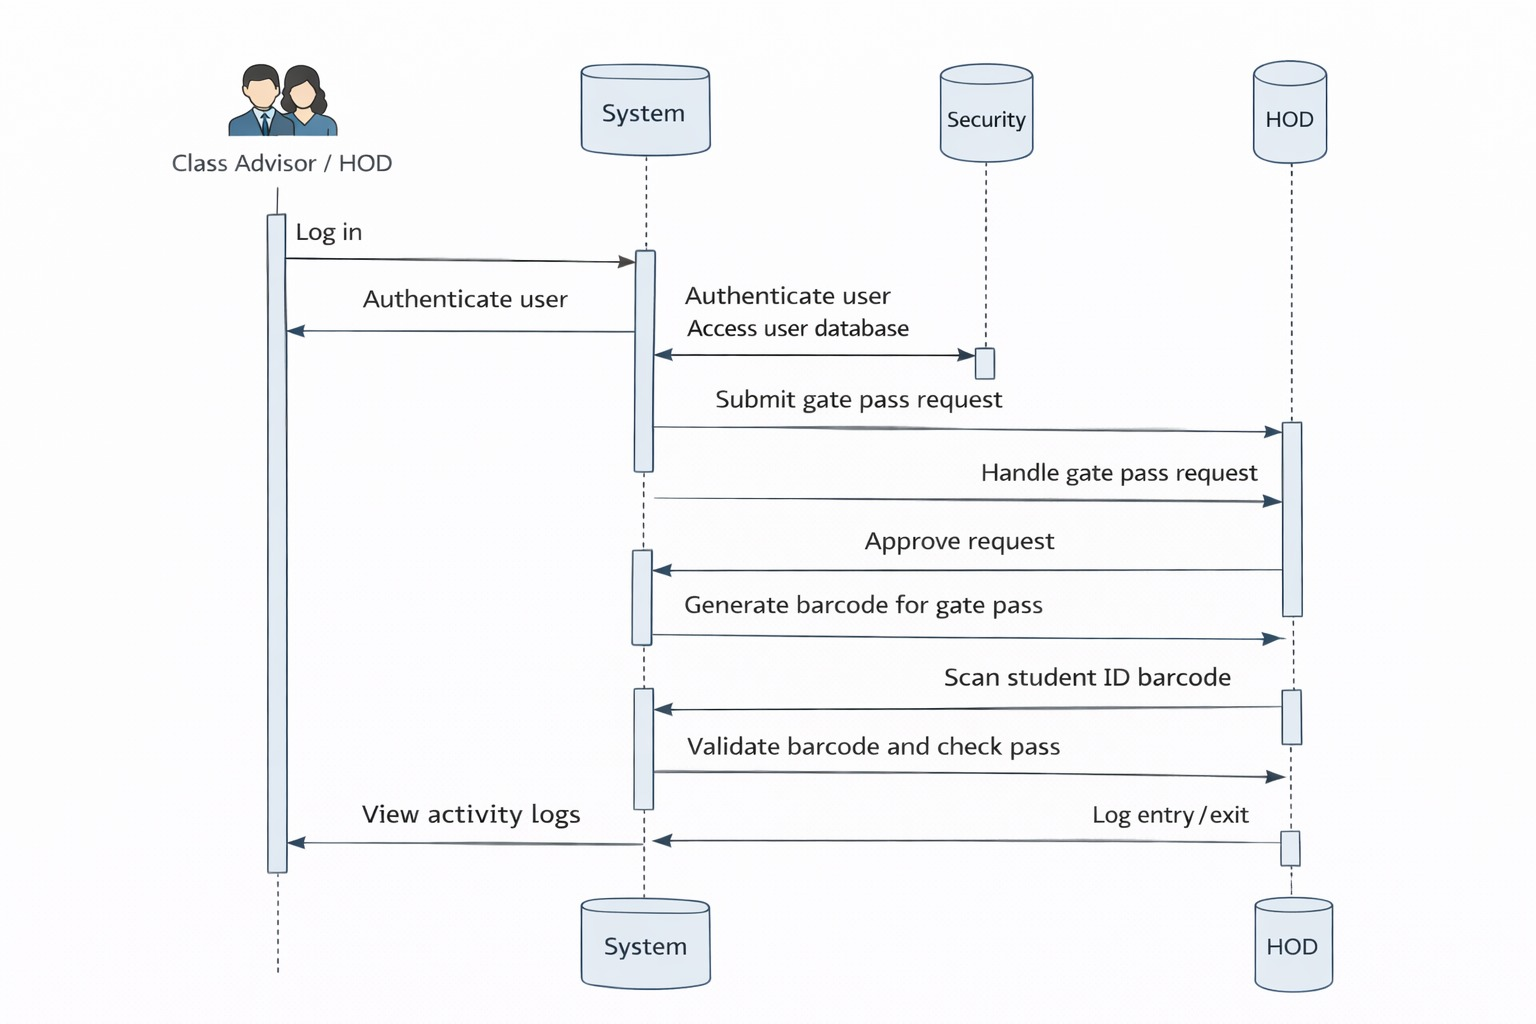 System
Security
HOD
Class Advisor / HOD
Log in
Authenticate user
Authenticate user
Access user database
Submit gate pass request
Handle gate pass request
Approve request
Generate barcode for gate pass
Scan student ID barcode
Validate barcode and check pass
View activity logs
Log entry/exit
System
HOD